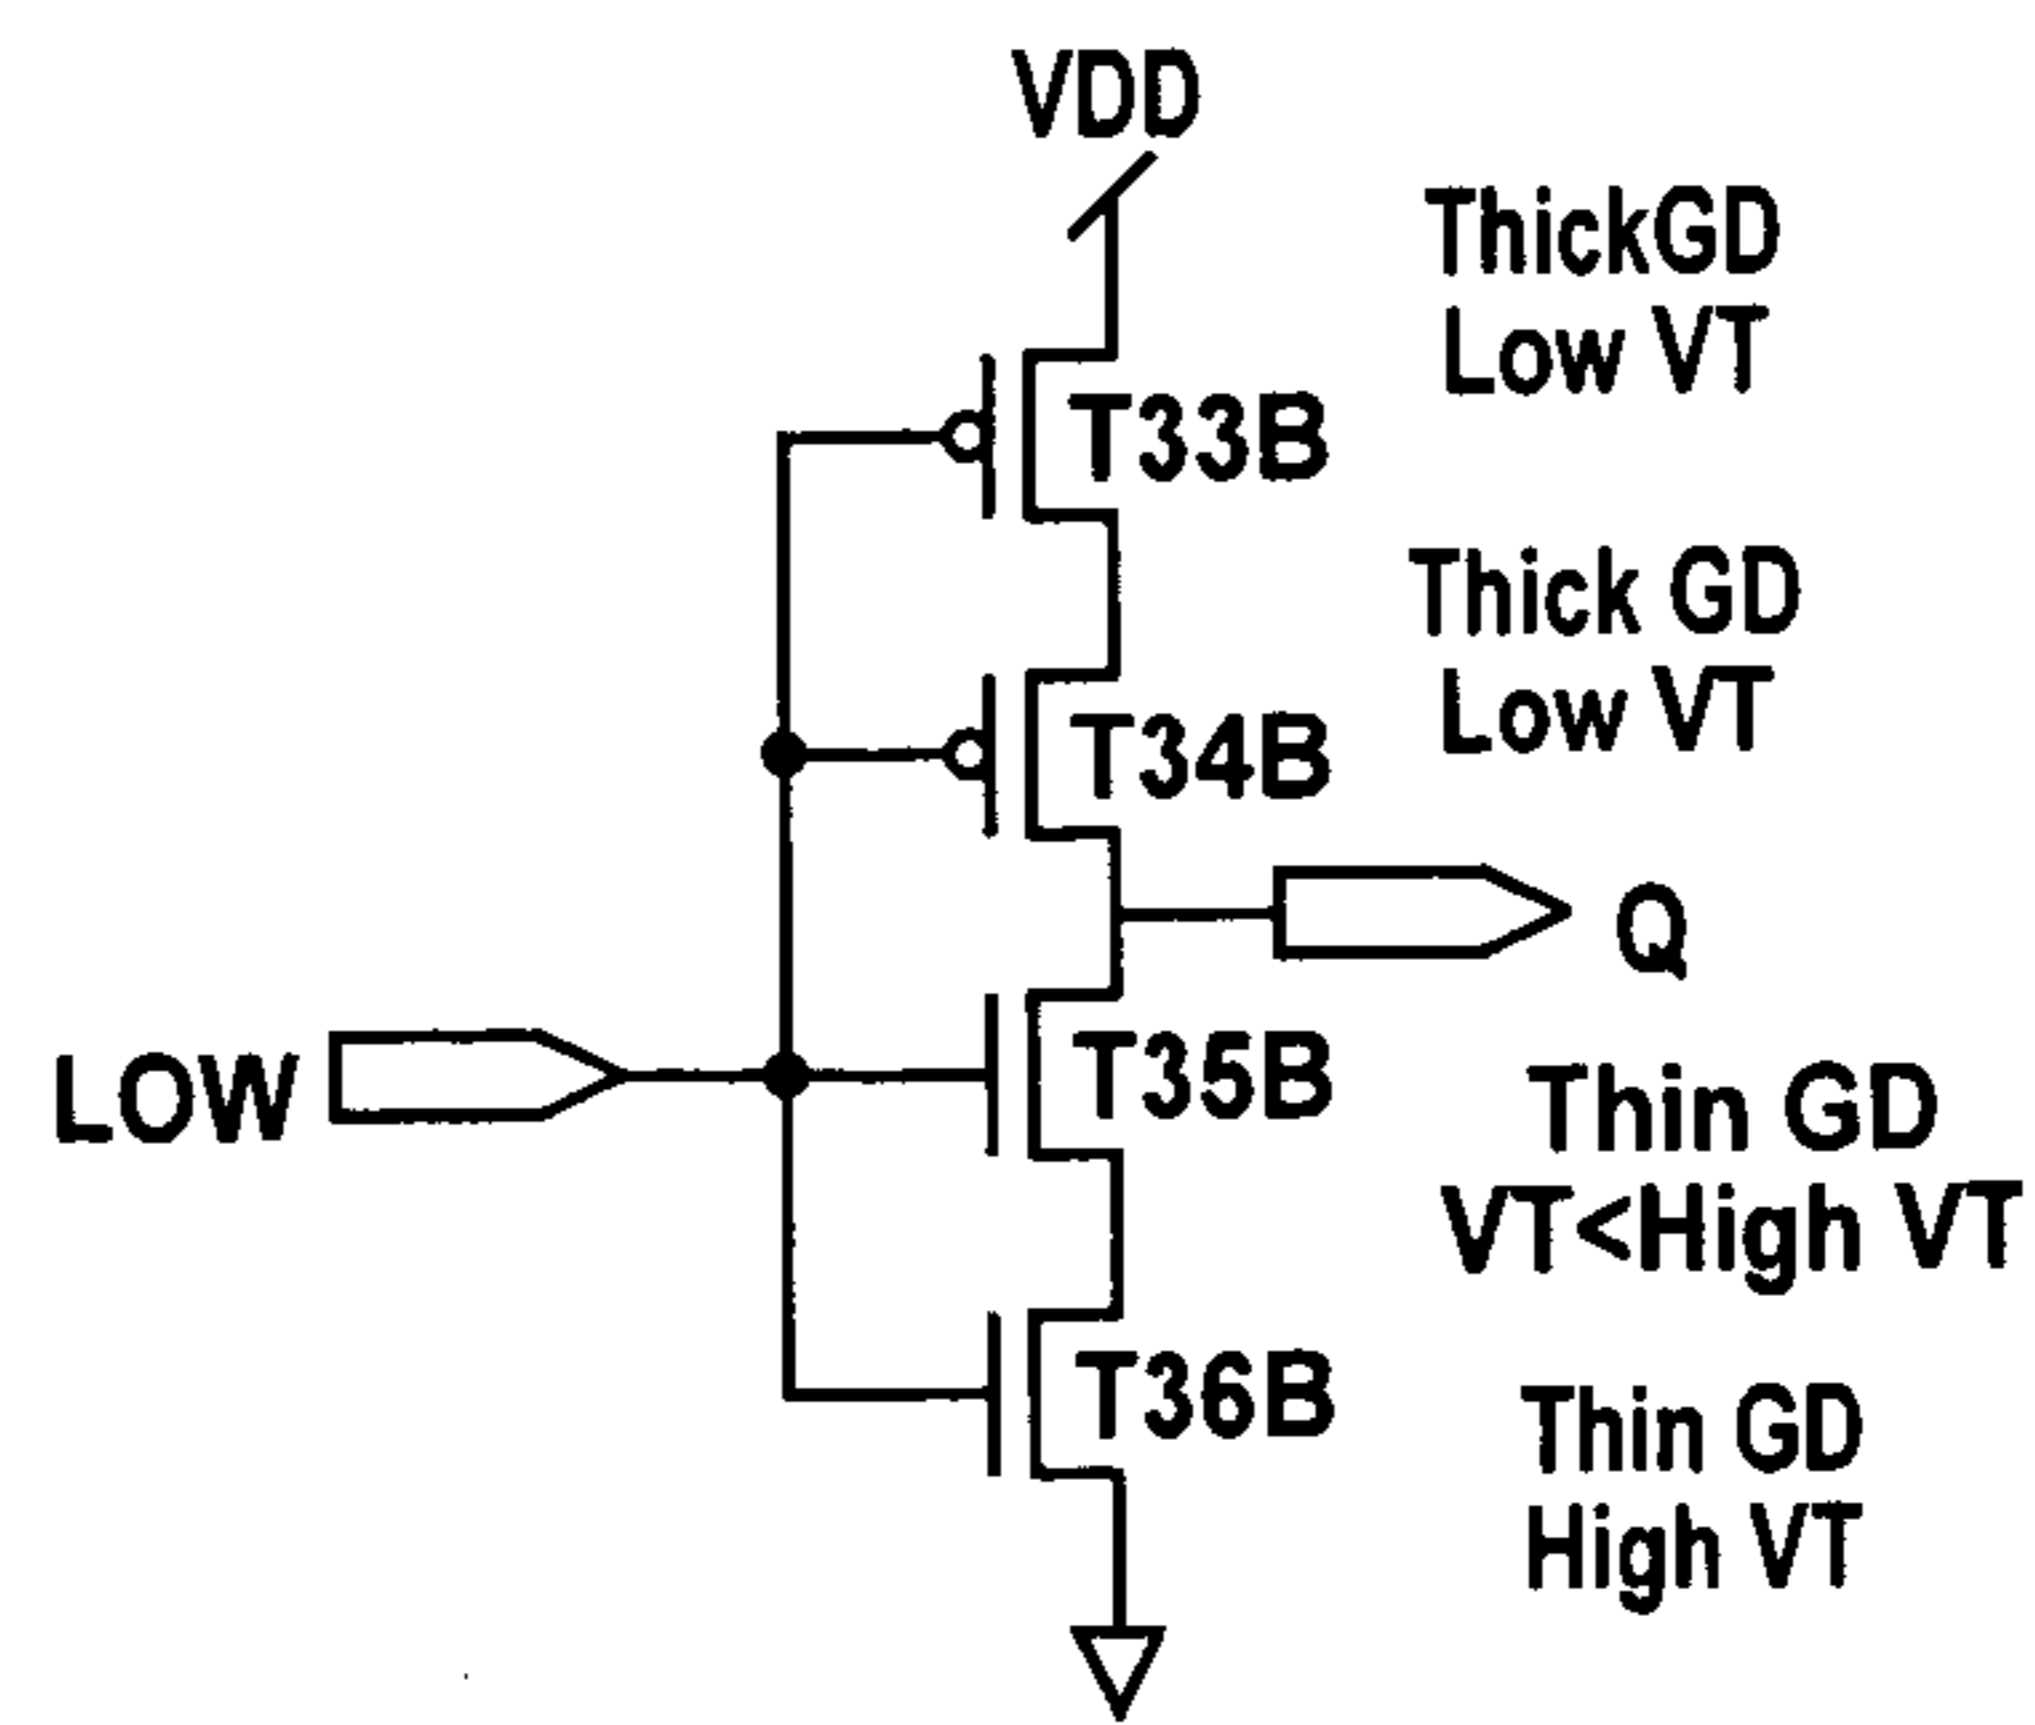 VDD
ThickGD
Low VT
T33B
Thick GD
Low VT
T34B
Q
LOW
T35B
Thin GD
VT<High VT
T36B
Thin GD
High VT